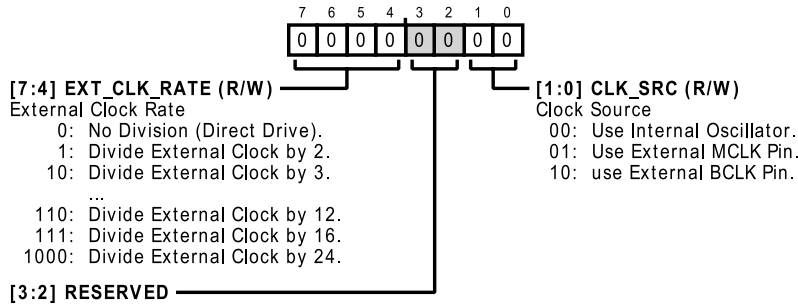 7 6 5 4 3 2 1 0
0 0 0 0 0 0 0 0
[7:4] EXT_CLK_RATE (R/W)
External Clock Rate
0: No Division (Direct Drive).
1: Divide External Clock by 2.
10: Divide External Clock by 3.
...
110: Divide External Clock by 12.
111: Divide External Clock by 16.
1000: Divide External Clock by 24.
[3:2] RESERVED
[1:0] CLK_SRC (R/W)
Clock Source
00: Use Internal Oscillator.
01: Use External MCLK Pin.
10: use External BCLK Pin.